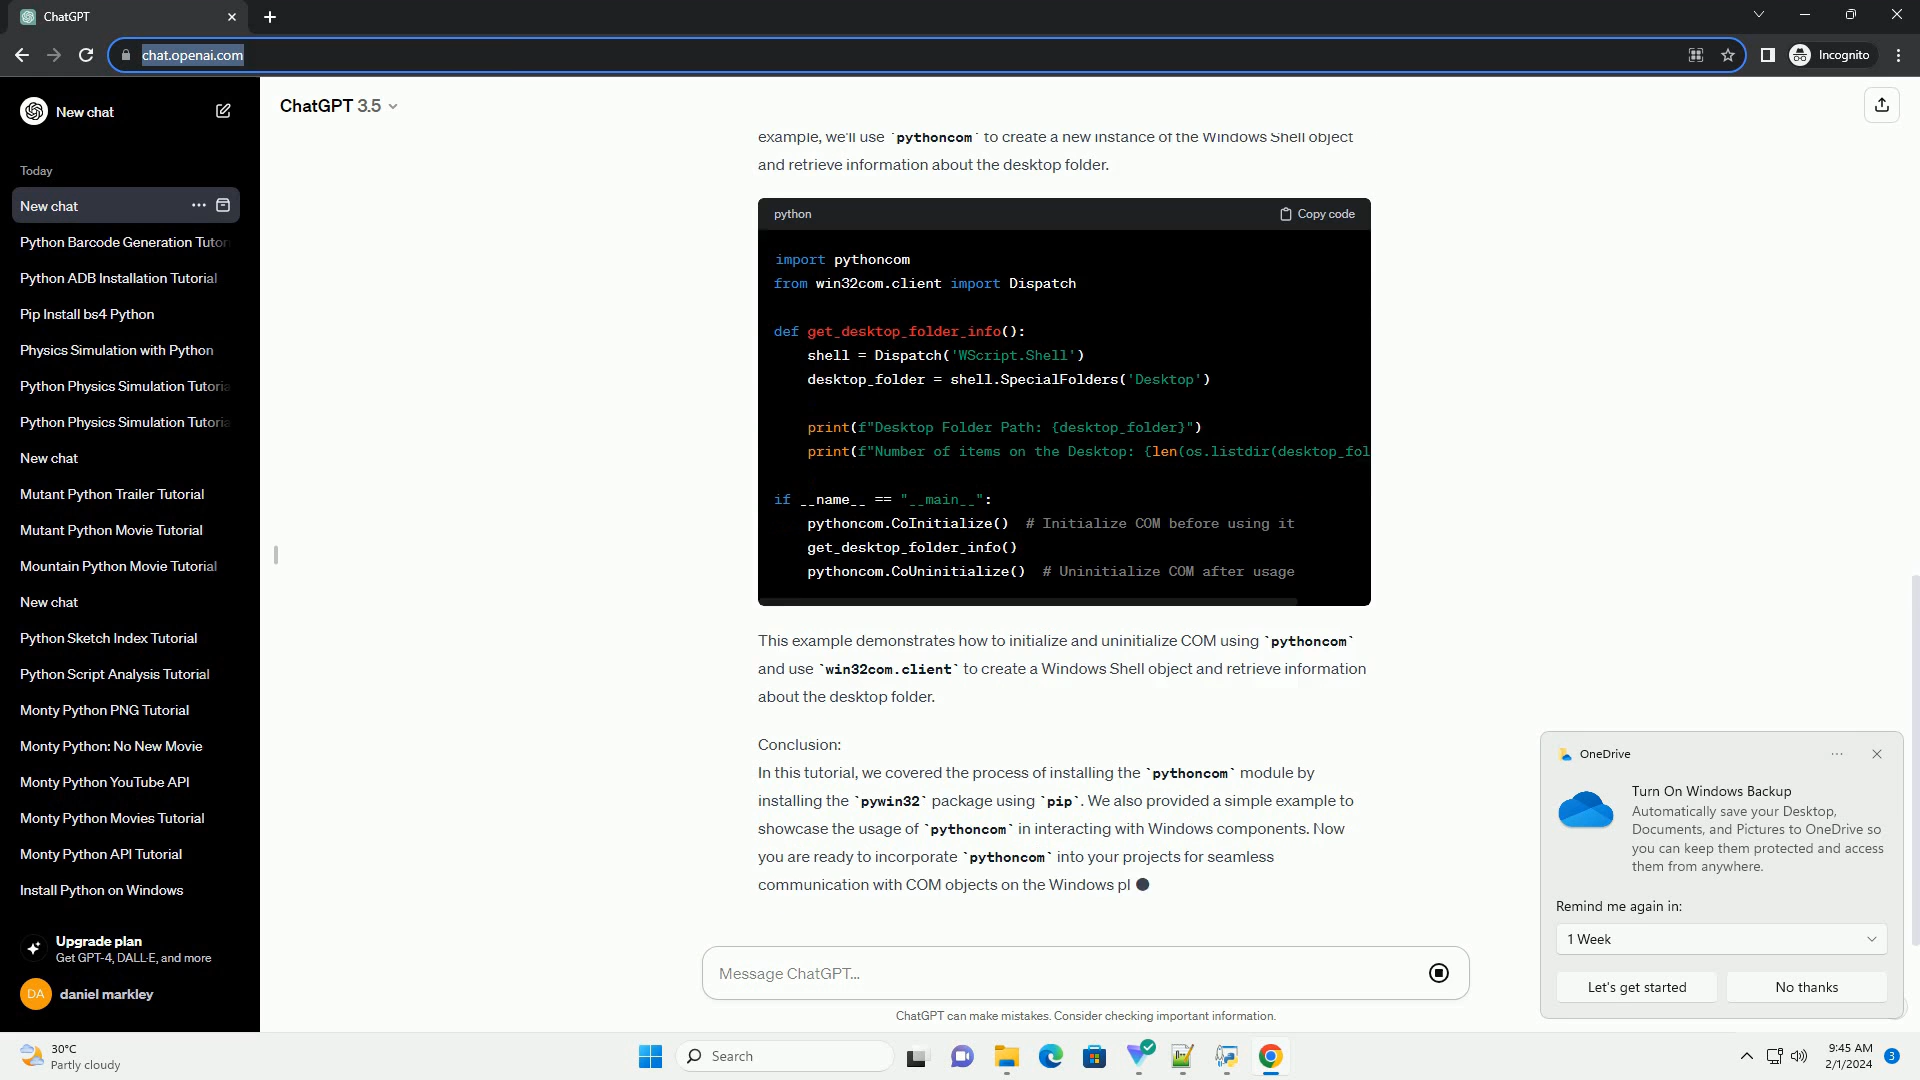 ChatGPT
chat.openai.com
Incognito
New chat
ChatGPT 3.5
Today
New chat
Python Barcode Generation Tutor
Python ADB Installation Tutorial
Pip Install bs4 Python
Physics Simulation with Python
Python Physics Simulation Tutoria
Python Physics Simulation Tutoria
New chat
Mutant Python Trailer Tutorial
Mutant Python Movie Tutorial
Mountain Python Movie Tutorial
New chat
Python Sketch Index Tutorial
Python Script Analysis Tutorial
Monty Python PNG Tutorial
Monty Python: No New Movie
Monty Python YouTube API
Monty Python Movies Tutorial
Monty Python API Tutorial
Install Python on Windows
Upgrade plan
Get GPT-4, DALL·E, and more
DA daniel markley
example, we'll use `pythoncom` to create a new instance of the Windows Shell object
and retrieve information about the desktop folder.
python Copy code
import pythoncom
from win32com.client import Dispatch
def get_desktop_folder_info():
shell = Dispatch('WScript.Shell')
desktop_folder = shell.SpecialFolders('Desktop')
print(f"Desktop Folder Path: {desktop_folder}")
print(f"Number of items on the Desktop: {len(os.listdir(desktop_fol
if __name__ == "__main__":
pythoncom.CoInitialize()  # Initialize COM before using it
get_desktop_folder_info()
pythoncom.CoUninitialize()  # Uninitialize COM after usage
This example demonstrates how to initialize and uninitialize COM using `pythoncom`
and use `win32com.client` to create a Windows Shell object and retrieve information
about the desktop folder.
Conclusion:
In this tutorial, we covered the process of installing the `pythoncom` module by
installing the `pywin32` package using `pip`. We also provided a simple example to
showcase the usage of `pythoncom` in interacting with Windows components. Now
you are ready to incorporate `pythoncom` into your projects for seamless
communication with COM objects on the Windows pl
Message ChatGPT...
ChatGPT can make mistakes. Consider checking important information.
OneDrive
Turn On Windows Backup
Automatically save your Desktop,
Documents, and Pictures to OneDrive so
you can keep them protected and access
them from anywhere.
Remind me again in:
1 Week
Let's get started
No thanks
30°C
Partly cloudy
Search
9:45 AM
2/1/2024
3